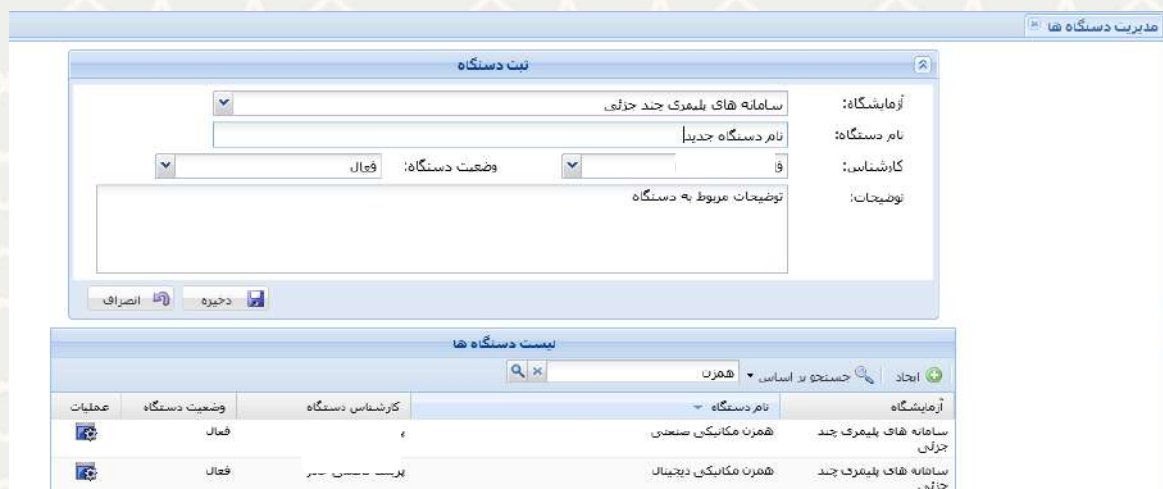 مدیریت دستگاه ها
ثبت دستگاه
آزمایشگاه: سامانه های پلیمری چند جزئی
نام دستگاه: نام دستگاه جدید
کارشناس: وضعیت دستگاه: فعال
توضیحات: توضیحات مربوط به دستگاه
ذخیره انصراف
لیست دستگاه ها
ایجاد جستجو بر اساس همزن
آزمایشگاه نام دستگاه کارشناس دستگاه وضعیت دستگاه عملیات
سامانه های پلیمری چند همزن مکانیکی صنعتی فعال
جزئی
سامانه های پلیمری چند همزن مکانیکی دیجیتال فعال
جزئی